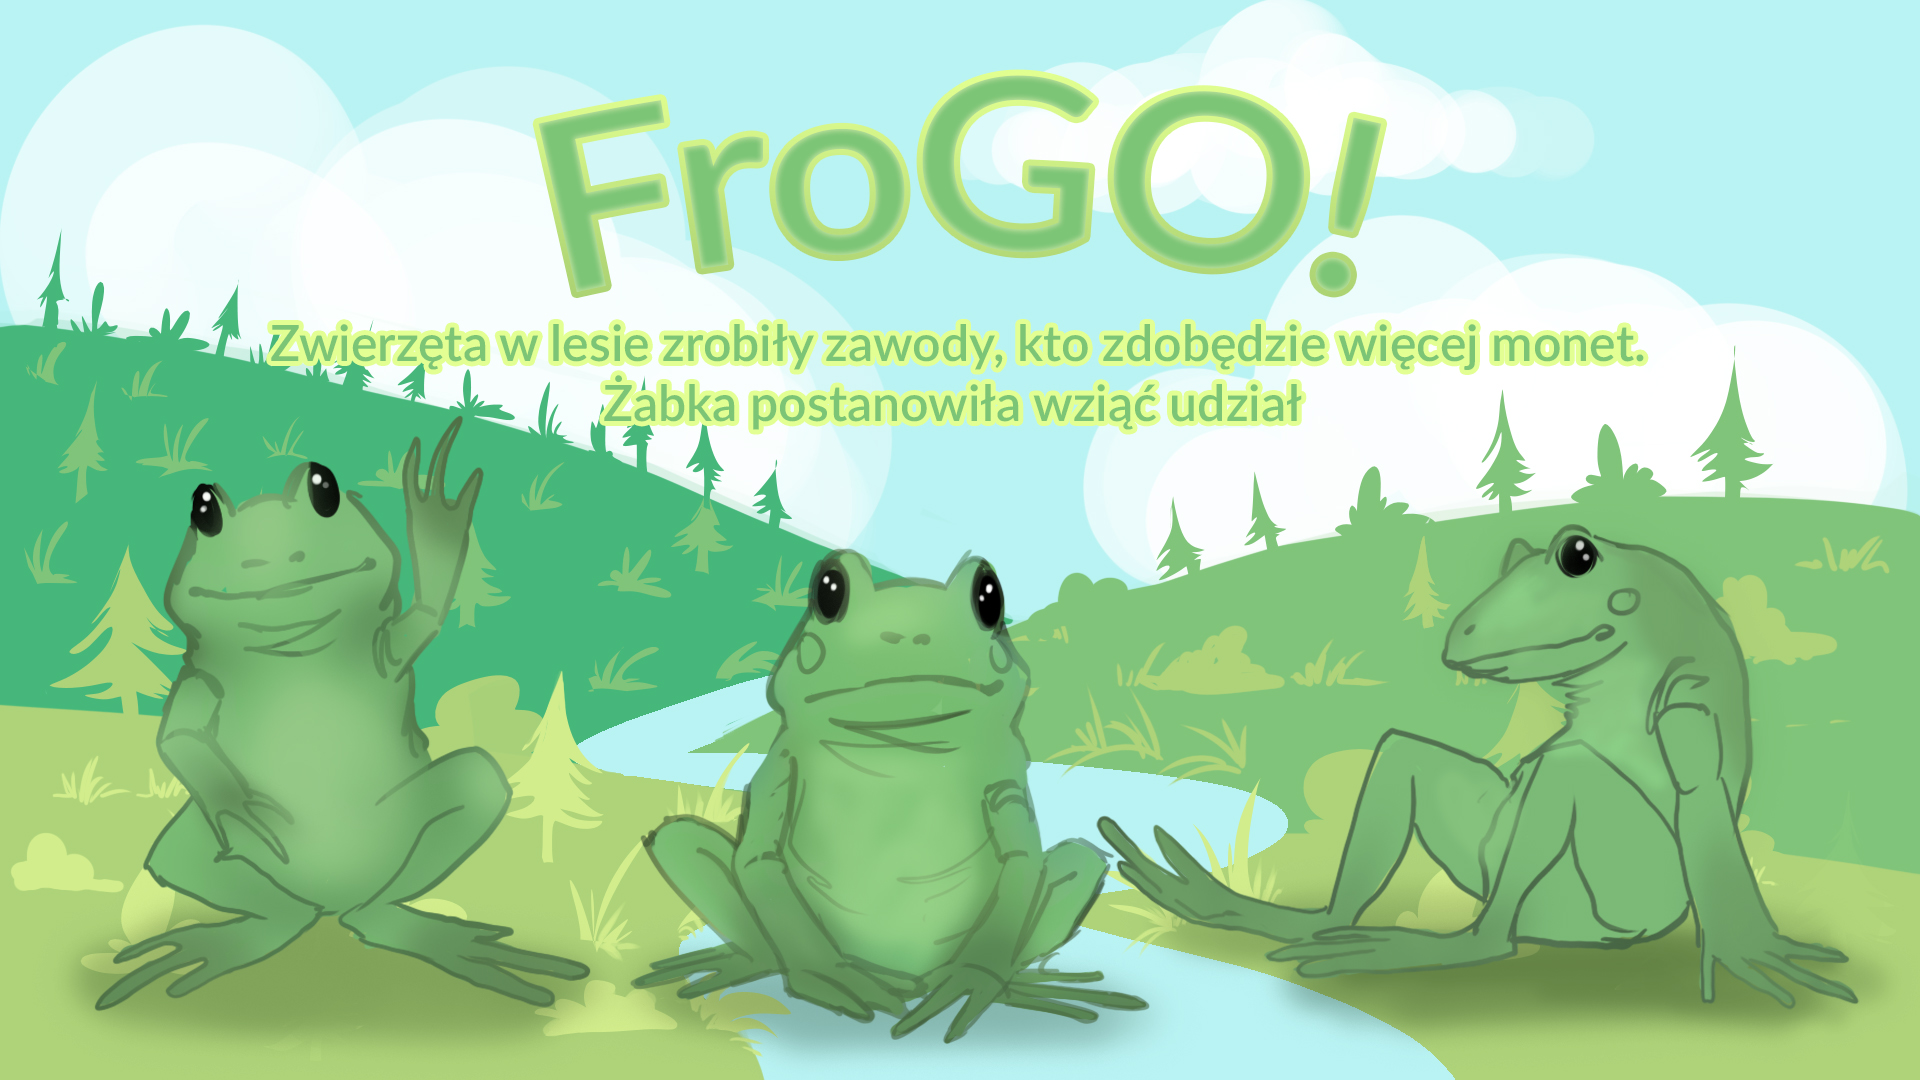 FroGO!
Zwierzęta w lesie zrobiły zawody, kto zdobędzie więcej monet.
Żabka postanowiła wziąć udział